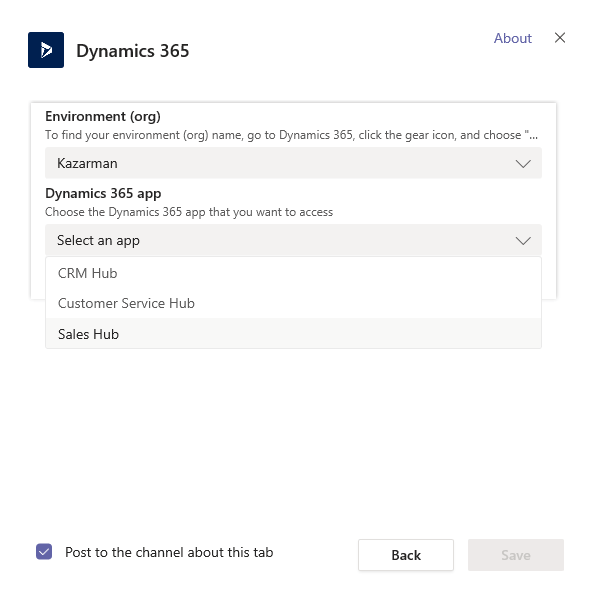 About
Dynamics 365
Environment (org)
To find your environment (org) name, go to Dynamics 365, click the gear icon, and choose "...
Kazarman
Dynamics 365 app
Choose the Dynamics 365 app that you want to access
Select an app
CRM Hub
Customer Service Hub
Sales Hub
Post to the channel about this tab
Back
Save